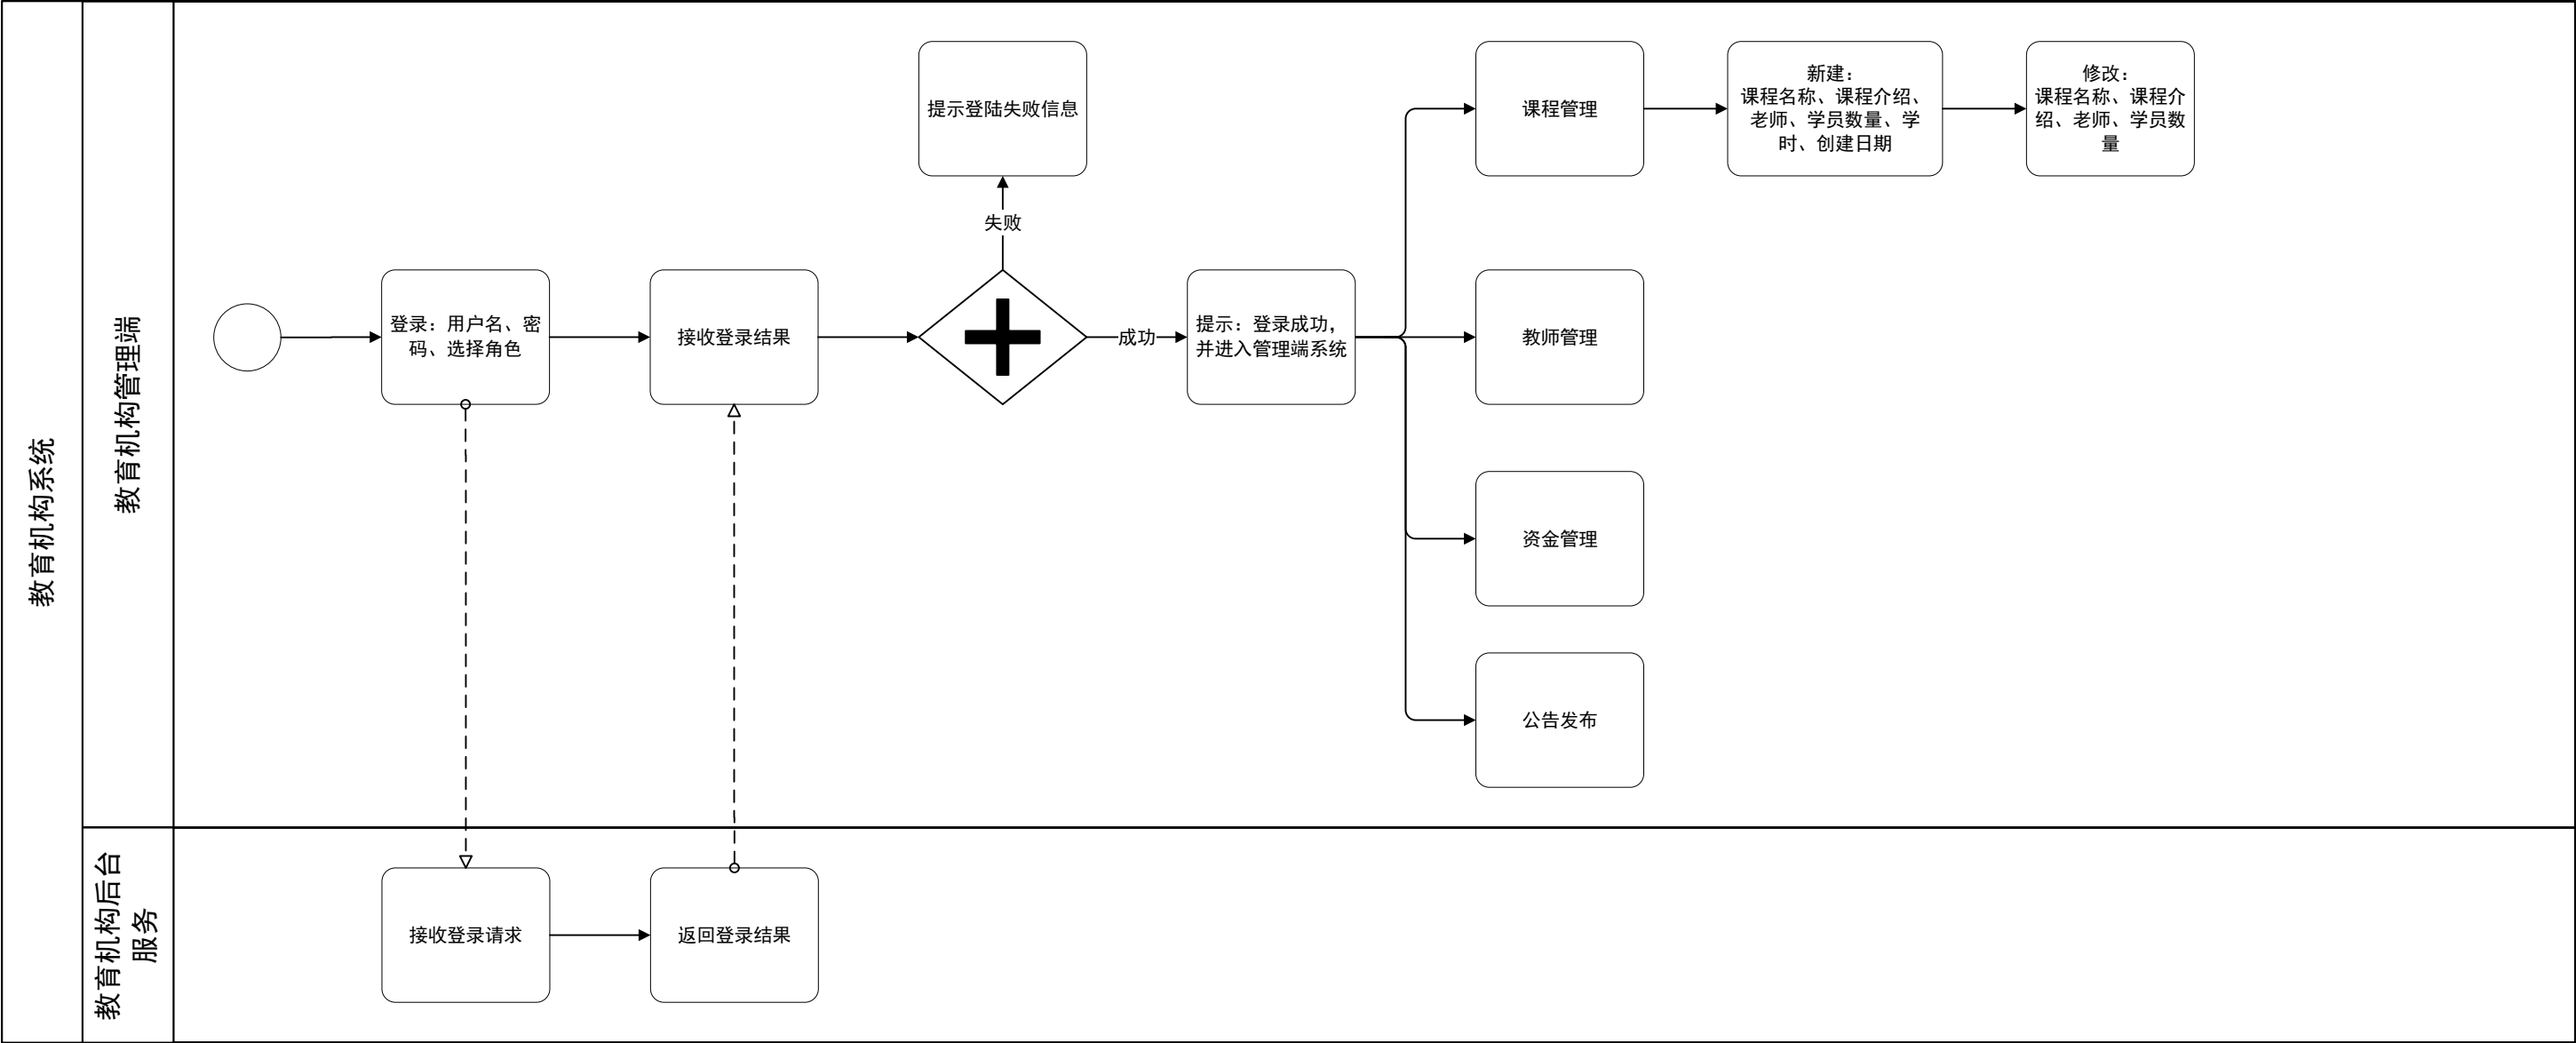 教育机构系统
教育机构管理端
提示登陆失败信息
失败
登录：用户名、密
码、选择角色
接收登录结果
成功
提示：登录成功，
并进入管理端系统
课程管理
新建：
课程名称、课程介绍、
老师、学员数量、学
时、创建日期
修改：
课程名称、课程介
绍、老师、学员数
量
教师管理
资金管理
公告发布
教育机构后台
服务
接收登录请求
返回登录结果